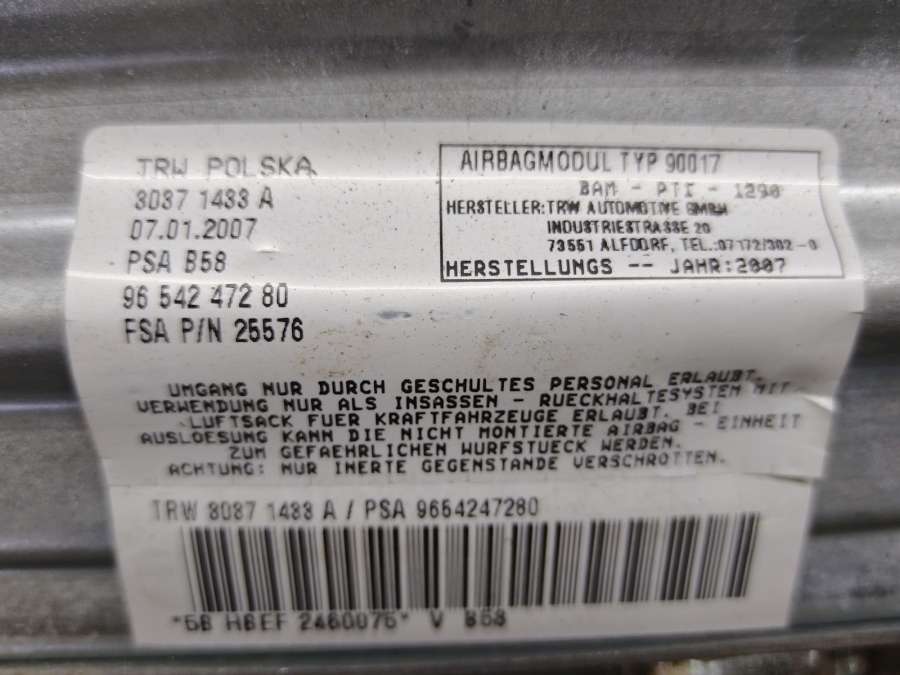 TRW POLSKA
3037 1433 A
07.01.2007
PSA B58
96 542 472 80
FSA P/N 25576
AIRBAGMODUL TYP 90017
BAM - PTI - 1290
HERSTELLER:TRW AUTOMOTIVE GMBH
INDUSTRIESTRASSE 20
73551 ALFDORF, TEL.:07172/302-0
HERSTELLUNGS -- JAHR:2007
UMGANG NUR DURCH GESCHULTES PERSONAL ERLAUBT.
VERWENDUNG NUR ALS INSASSEN - RUECKHALTESYSTEM MIT
LUFTSACK FUER KRAFTFAHRZEUGE ERLAUBT. BEI
AUSLOESUNG KANN DIE NICHT MONTIERTE AIRBAG - EINHEIT
ZUM GEFAEHRLICHEN WURFSTUECK WERDEN.
ACHTUNG: NUR INERTE GEGENSTANDE VERSCHROTTEN.
TRW 3037 1433 A / PSA 9654247280
*5B HBEF 2460075* V B58